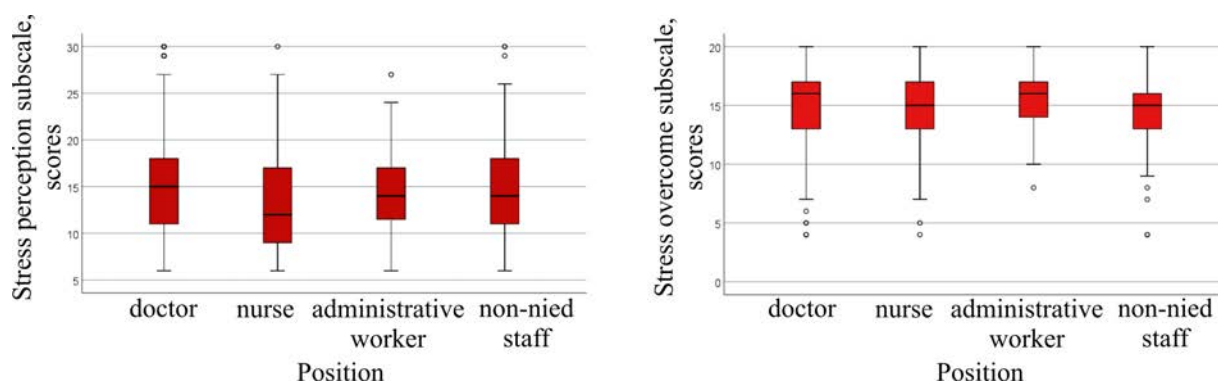 Stress perception subscale,
scores
30
25
20
15
10
5
doctor
nurse
administrative
worker
non-nied
staff
Position
Stress overcome subscale,
scores
20
15
10
5
0
doctor
nurse
administrative
worker
non-nied
staff
Position